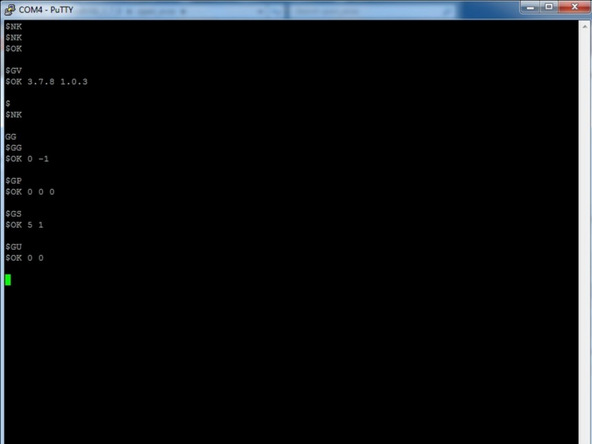 COM4 - PuTTY
$NK
$NK
$OK
$GV
$OK 3.7.8 1.0.3
$
$NK
GG
$GG
$OK 0 -1
$GP
$OK 0 0 0
$GS
$OK 5 1
$GU
$OK 0 0